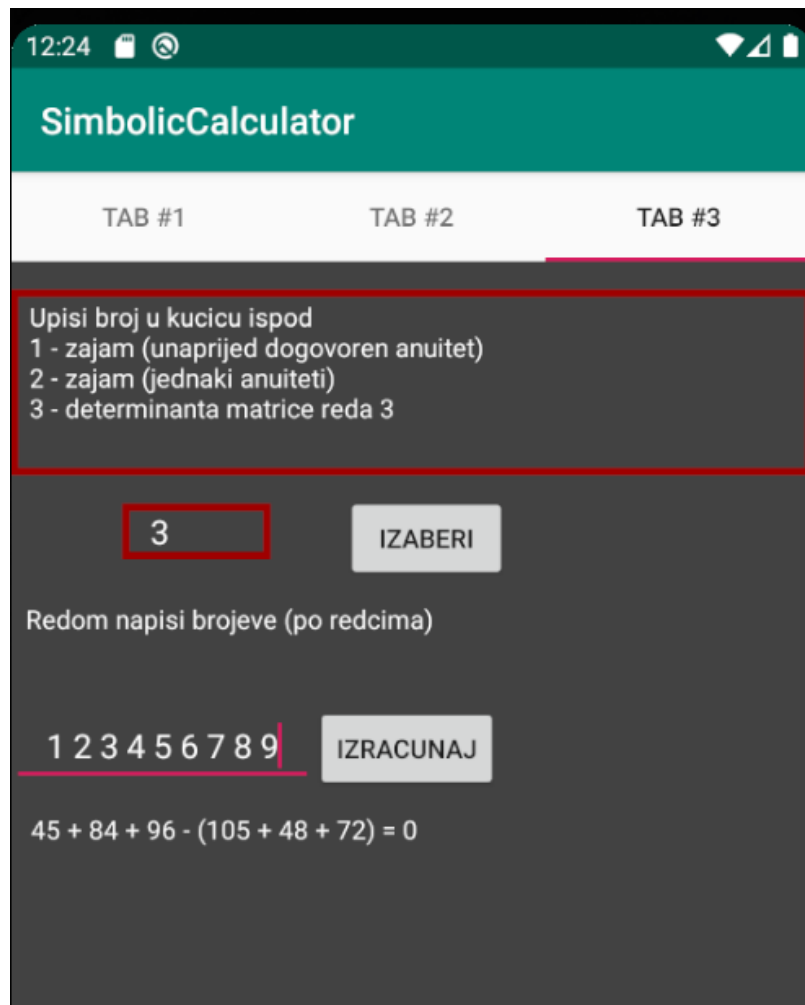 12:24
SimbolicCalculator
TAB #1 TAB #2 TAB #3
Upisi broj u kucicu ispod
1 - zajam (unaprijed dogovoren anuitet)
2 - zajam (jednaki anuiteti)
3 - determinanta matrice reda 3
3 IZABERI
Redom napisi brojeve (po redcima)
1 2 3 4 5 6 7 8 9 IZRACUNAJ
45 + 84 + 96 - (105 + 48 + 72) = 0